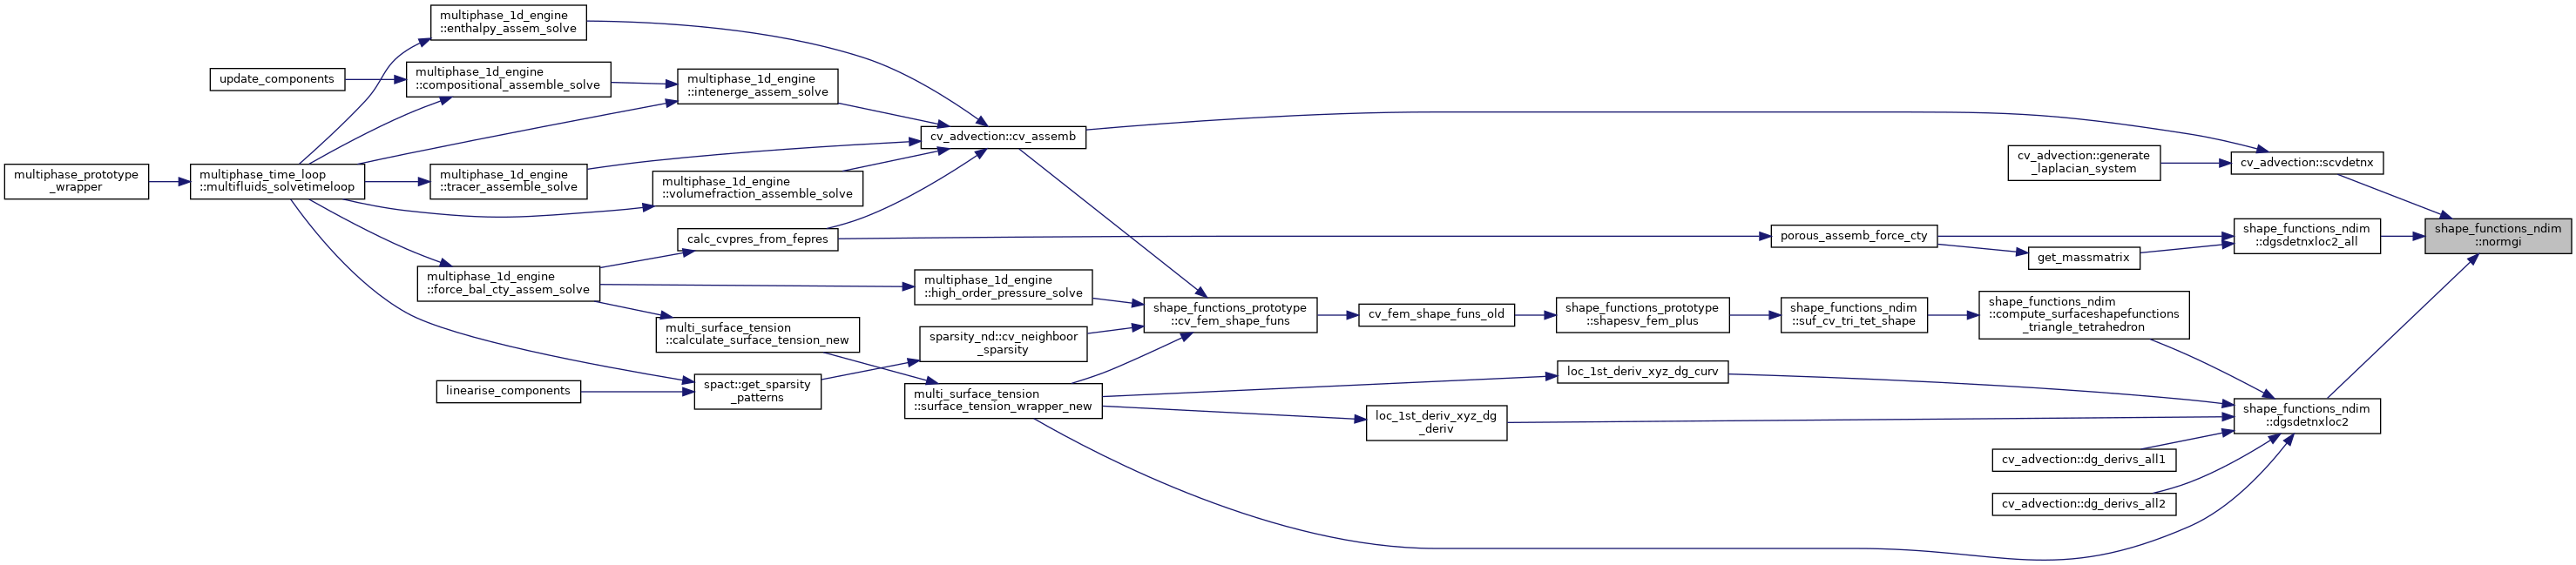 multiphase_1d_engine
::enthalpy_assem_solve
update_components
multiphase_1d_engine
::compositional_assemble_solve
multiphase_1d_engine
::intenerge_assem_solve
cv_advection::cv_assemb
multiphase_prototype
_wrapper
multiphase_time_loop
::multifluids_solvetimeloop
multiphase_1d_engine
::tracer_assemble_solve
multiphase_1d_engine
::volumefraction_assemble_solve
cv_advection::generate
_laplacian_system
cv_advection::scvdetnx
calc_cvpres_from_fepres
porous_assemb_force_cty
shape_functions_ndim
::dgsdetnxloc2_all
shape_functions_ndim
::normgi
get_massmatrix
multiphase_1d_engine
::force_bal_cty_assem_solve
multiphase_1d_engine
::high_order_pressure_solve
shape_functions_prototype
::cv_fem_shape_funs
cv_fem_shape_funs_old
shape_functions_prototype
::shapesv_fem_plus
shape_functions_ndim
::suf_cv_tri_tet_shape
shape_functions_ndim
::compute_surfaceshapefunctions
_triangle_tetrahedron
multi_surface_tension
::calculate_surface_tension_new
sparsity_nd::cv_neighboor
_sparsity
linearise_components
spact::get_sparsity
_patterns
multi_surface_tension
::surface_tension_wrapper_new
loc_1st_deriv_xyz_dg_curv
loc_1st_deriv_xyz_dg
_deriv
shape_functions_ndim
::dgsdetnxloc2
cv_advection::dg_derivs_all1
cv_advection::dg_derivs_all2